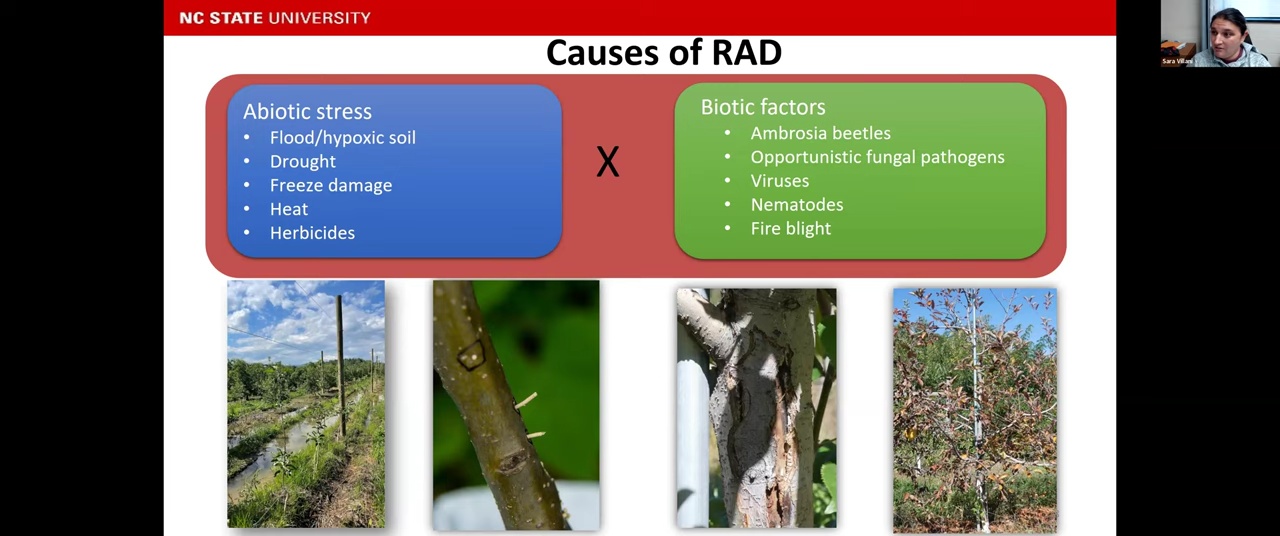 NC STATE UNIVERSITY
Causes of RAD
Abiotic stress
• Flood/hypoxic soil
• Drought
• Freeze damage
• Heat
• Herbicides
X
Biotic factors
• Ambrosia beetles
• Opportunistic fungal pathogens
• Viruses
• Nematodes
• Fire blight
Sara Villani